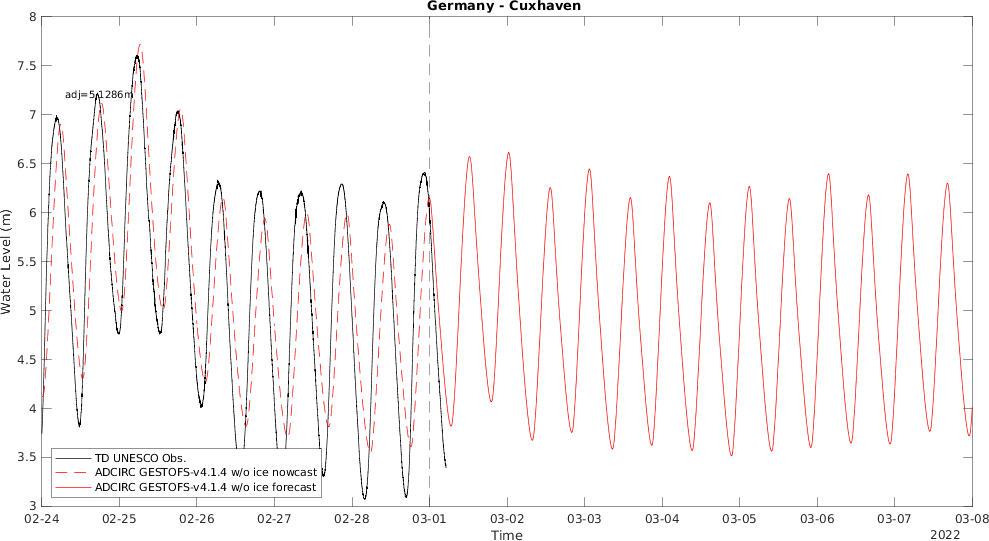 Germany - Cuxhaven
8
7.5
7
6.5
6
5.5
5
4.5
4
3.5
3
Water Level (m)
adj=5.1286m
TD UNESCO Obs.
ADCIRC GESTOFS-v4.1.4 w/o ice nowcast
ADCIRC GESTOFS-v4.1.4 w/o ice forecast
02-24 02-25 02-26 02-27 02-28 03-01 03-02 03-03 03-04 03-05 03-06 03-07 03-08
Time
2022